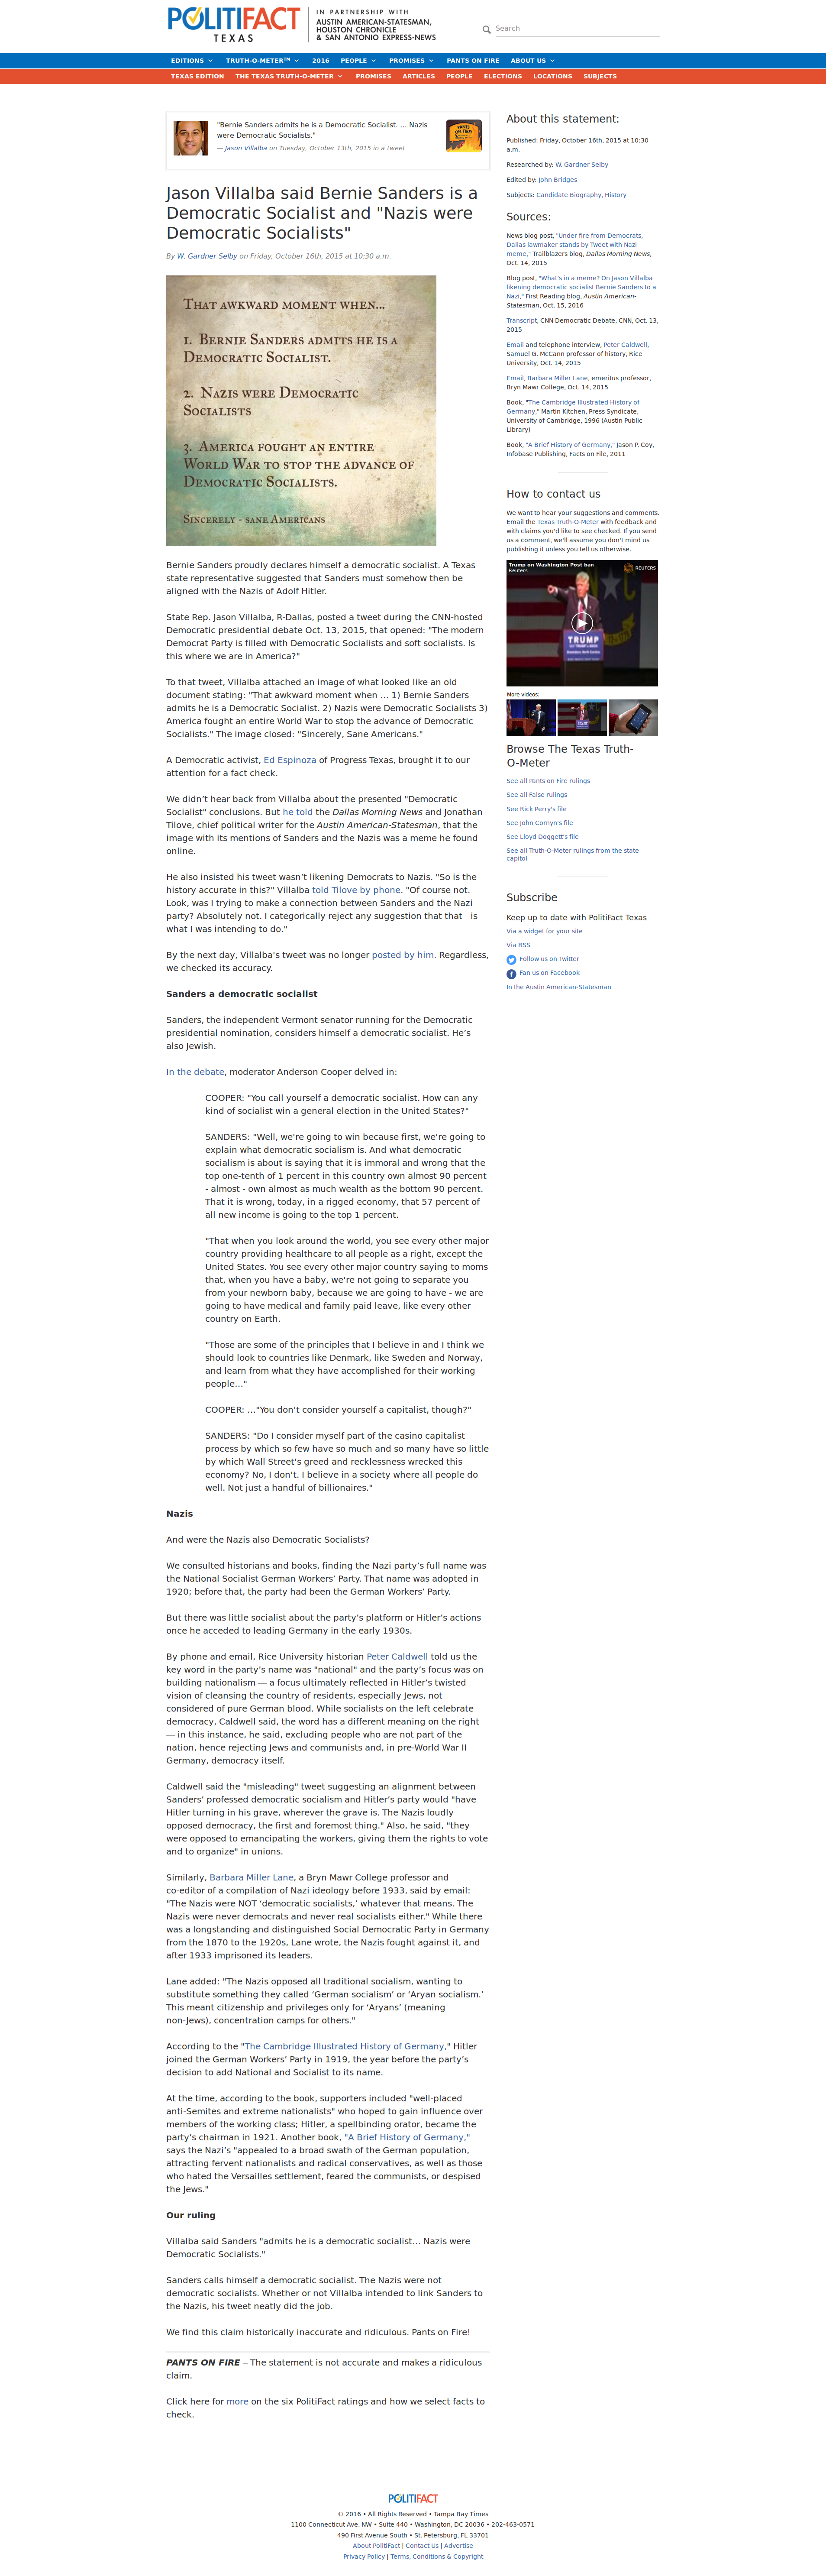 POLITIFACT
TEXAS
IN PARTNERSHIP WITH
AUSTIN AMERICAN-STATESMAN,
HOUSTON CHRONICLE
& SAN ANTONIO EXPRESS-NEWS
Search
EDITIONS TRUTH-O-METER™ 2016 PEOPLE PROMISES PANTS ON FIRE ABOUT US
TEXAS EDITION THE TEXAS TRUTH-O-METER PROMISES ARTICLES PEOPLE ELECTIONS LOCATIONS SUBJECTS
"Bernie Sanders admits he is a Democratic Socialist. ... Nazis
were Democratic Socialists."
— Jason Villalba on Tuesday, October 13th, 2015 in a tweet
PANTS ON FIRE!
Jason Villalba said Bernie Sanders is a
Democratic Socialist and "Nazis were
Democratic Socialists"
By W. Gardner Selby on Friday, October 16th, 2015 at 10:30 a.m.
That awkward moment when...
1. Bernie Sanders admits he is a
Democratic Socialist.
2. Nazis were Democratic
Socialists
3. America fought an entire
World War to stop the advance of
Democratic Socialists.
Sincerely - sane Americans
Bernie Sanders proudly declares himself a democratic socialist. A Texas
state representative suggested that Sanders must somehow then be
aligned with the Nazis of Adolf Hitler.
State Rep. Jason Villalba, R-Dallas, posted a tweet during the CNN-hosted
Democratic presidential debate Oct. 13, 2015, that opened: "The modern
Democrat Party is filled with Democratic Socialists and soft socialists. Is
this where we are in America?"
To that tweet, Villalba attached an image of what looked like an old
document stating: "That awkward moment when … 1) Bernie Sanders
admits he is a Democratic Socialist. 2) Nazis were Democratic Socialists 3)
America fought an entire World War to stop the advance of Democratic
Socialists." The image closed: "Sincerely, Sane Americans."
A Democratic activist, Ed Espinoza of Progress Texas, brought it to our
attention for a fact check.
We didn’t hear back from Villalba about the presented "Democratic
Socialist" conclusions. But he told the Dallas Morning News and Jonathan
Tilove, chief political writer for the Austin American-Statesman, that the
image with its mentions of Sanders and the Nazis was a meme he found
online.
He also insisted his tweet wasn’t likening Democrats to Nazis. "So is the
history accurate in this?" Villalba told Tilove by phone. "Of course not.
Look, was I trying to make a connection between Sanders and the Nazi
party? Absolutely not. I categorically reject any suggestion that that is
what I was intending to do."
By the next day, Villalba's tweet was no longer posted by him. Regardless,
we checked its accuracy.
Sanders a democratic socialist
Sanders, the independent Vermont senator running for the Democratic
presidential nomination, considers himself a democratic socialist. He’s
also Jewish.
In the debate, moderator Anderson Cooper delved in:
COOPER: "You call yourself a democratic socialist. How can any
kind of socialist win a general election in the United States?"
SANDERS: "Well, we're going to win because first, we're going to
explain what democratic socialism is. And what democratic
socialism is about is saying that it is immoral and wrong that the
top one-tenth of 1 percent in this country own almost 90 percent
- almost - own almost as much wealth as the bottom 90 percent.
That it is wrong, today, in a rigged economy, that 57 percent of
all new income is going to the top 1 percent.
"That when you look around the world, you see every other major
country providing healthcare to all people as a right, except the
United States. You see every other major country saying to moms
that, when you have a baby, we're not going to separate you
from your newborn baby, because we are going to have - we are
going to have medical and family paid leave, like every other
country on Earth.
"Those are some of the principles that I believe in and I think we
should look to countries like Denmark, like Sweden and Norway,
and learn from what they have accomplished for their working
people…"
COOPER: …"You don't consider yourself a capitalist, though?"
SANDERS: "Do I consider myself part of the casino capitalist
process by which so few have so much and so many have so little
by which Wall Street's greed and recklessness wrecked this
economy? No, I don't. I believe in a society where all people do
well. Not just a handful of billionaires."
Nazis
And were the Nazis also Democratic Socialists?
We consulted historians and books, finding the Nazi party’s full name was
the National Socialist German Workers’ Party. That name was adopted in
1920; before that, the party had been the German Workers’ Party.
But there was little socialist about the party’s platform or Hitler’s actions
once he acceded to leading Germany in the early 1930s.
By phone and email, Rice University historian Peter Caldwell told us the
key word in the party’s name was "national" and the party’s focus was on
building nationalism — a focus ultimately reflected in Hitler’s twisted
vision of cleansing the country of residents, especially Jews, not
considered of pure German blood. While socialists on the left celebrate
democracy, Caldwell said, the word has a different meaning on the right
— in this instance, he said, excluding people who are not part of the
nation, hence rejecting Jews and communists and, in pre-World War II
Germany, democracy itself.
Caldwell said the "misleading" tweet suggesting an alignment between
Sanders’ professed democratic socialism and Hitler’s party would "have
Hitler turning in his grave, wherever the grave is. The Nazis loudly
opposed democracy, the first and foremost thing." Also, he said, "they
were opposed to emancipating the workers, giving them the rights to vote
and to organize" in unions.
Similarly, Barbara Miller Lane, a Bryn Mawr College professor and
co-editor of a compilation of Nazi ideology before 1933, said by email:
"The Nazis were NOT ‘democratic socialists,’ whatever that means. The
Nazis were never democrats and never real socialists either." While there
was a longstanding and distinguished Social Democratic Party in Germany
from the 1870 to the 1920s, Lane wrote, the Nazis fought against it, and
after 1933 imprisoned its leaders.
Lane added: "The Nazis opposed all traditional socialism, wanting to
substitute something they called ‘German socialism’ or ‘Aryan socialism.’
This meant citizenship and privileges only for ‘Aryans’ (meaning
non-Jews), concentration camps for others."
According to the "The Cambridge Illustrated History of Germany," Hitler
joined the German Workers’ Party in 1919, the year before the party’s
decision to add National and Socialist to its name.
At the time, according to the book, supporters included "well-placed
anti-Semites and extreme nationalists" who hoped to gain influence over
members of the working class; Hitler, a spellbinding orator, became the
party’s chairman in 1921. Another book, "A Brief History of Germany,"
says the Nazi’s "appealed to a broad swath of the German population,
attracting fervent nationalists and radical conservatives, as well as those
who hated the Versailles settlement, feared the communists, or despised
the Jews."
Our ruling
Villalba said Sanders "admits he is a democratic socialist… Nazis were
Democratic Socialists."
Sanders calls himself a democratic socialist. The Nazis were not
democratic socialists. Whether or not Villalba intended to link Sanders to
the Nazis, his tweet neatly did the job.
We find this claim historically inaccurate and ridiculous. Pants on Fire!
PANTS ON FIRE – The statement is not accurate and makes a ridiculous
claim.
Click here for more on the six PolitiFact ratings and how we select facts to
check.
About this statement:
Published: Friday, October 16th, 2015 at 10:30
a.m.
Researched by: W. Gardner Selby
Edited by: John Bridges
Subjects: Candidate Biography, History
Sources:
News blog post, "Under fire from Democrats,
Dallas lawmaker stands by Tweet with Nazi
meme," Trailblazers blog, Dallas Morning News,
Oct. 14, 2015
Blog post, "What's in a meme? On Jason Villalba
likening democratic socialist Bernie Sanders to a
Nazi," First Reading blog, Austin American-
Statesman, Oct. 15, 2016
Transcript, CNN Democratic Debate, CNN, Oct. 13,
2015
Email and telephone interview, Peter Caldwell,
Samuel G. McCann professor of history, Rice
University, Oct. 14, 2015
Email, Barbara Miller Lane, emeritus professor,
Bryn Mawr College, Oct. 14, 2015
Book, "The Cambridge Illustrated History of
Germany," Martin Kitchen, Press Syndicate,
University of Cambridge, 1996 (Austin Public
Library)
Book, "A Brief History of Germany," Jason P. Coy,
Infobase Publishing, Facts on File, 2011
How to contact us
We want to hear your suggestions and comments.
Email the Texas Truth-O-Meter with feedback and
with claims you'd like to see checked. If you send
us a comment, we'll assume you don't mind us
publishing it unless you tell us otherwise.
Trump on Washington Post ban
Reuters
REUTERS
TRUMP
More videos:
Browse The Texas Truth-
O-Meter
See all Pants on Fire rulings
See all False rulings
See Rick Perry's file
See John Cornyn's file
See Lloyd Doggett's file
See all Truth-O-Meter rulings from the state
capitol
Subscribe
Keep up to date with PolitiFact Texas
Via a widget for your site
Via RSS
Follow us on Twitter
Fan us on Facebook
In the Austin American-Statesman
POLITIFACT
© 2016 • All Rights Reserved • Tampa Bay Times
1100 Connecticut Ave. NW • Suite 440 • Washington, DC 20036 • 202-463-0571
490 First Avenue South • St. Petersburg, FL 33701
About PolitiFact | Contact Us | Advertise
Privacy Policy | Terms, Conditions & Copyright